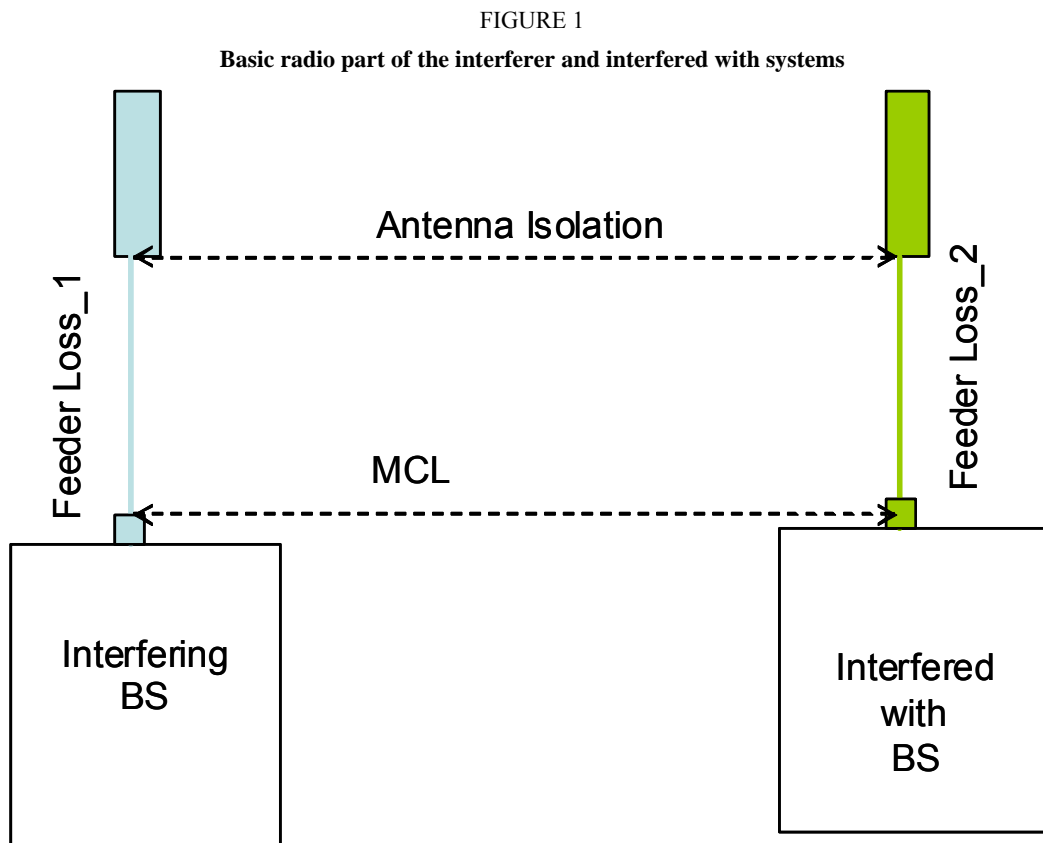 FIGURE 1
Basic radio part of the interferer and interfered with systems
Antenna Isolation
Feeder Loss_1
Feeder Loss_2
MCL
Interfering
BS
Interfered
with
BS